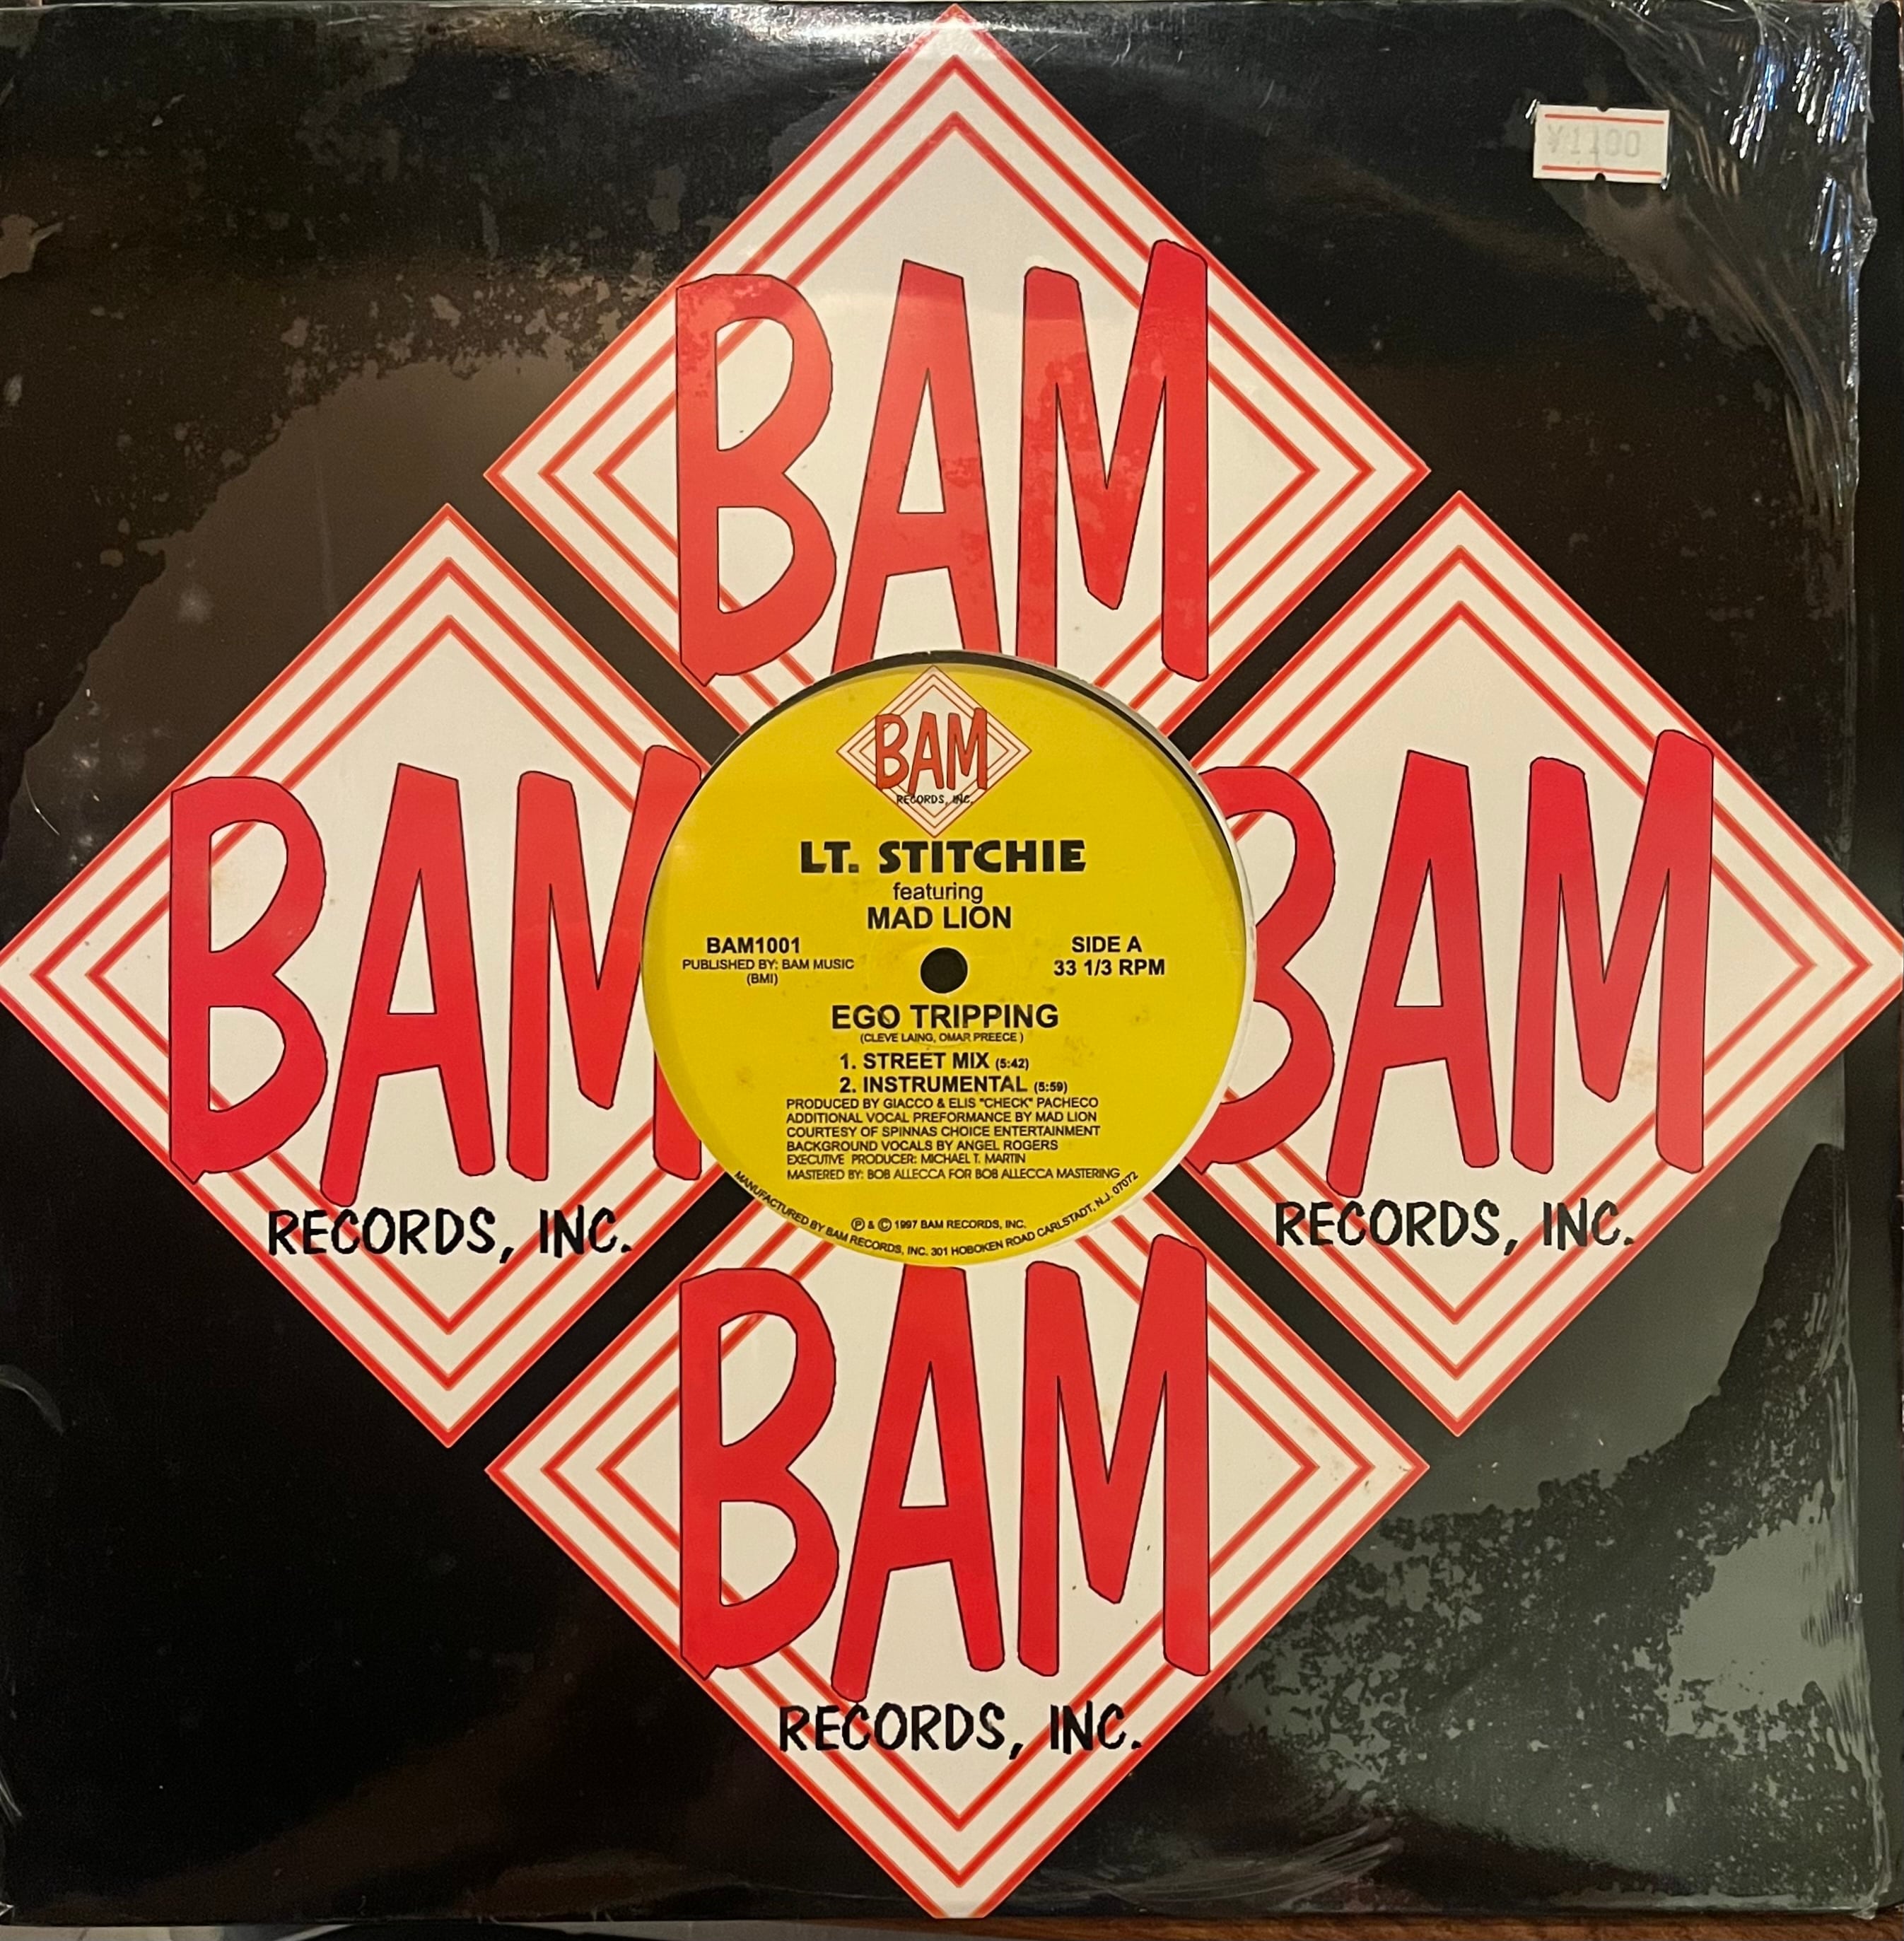 ¥1100
BAM
BAM
RECORDS, INC.
BAM
RECORDS, INC.
BAM
RECORDS, INC.
BAM
RECORDS, INC.
LT. STITCHIE
featuring
MAD LION
BAM1001
PUBLISHED BY: BAM MUSIC
(BMI)
SIDE A
33 1/3 RPM
EGO TRIPPING
(CLEVE LAING, OMAR PREECE )
1. STREET MIX (5:42)
2. INSTRUMENTAL (5:59)
PRODUCED BY GIACCO & ELIS "CHECK" PACHECO
ADDITIONAL VOCAL PREFORMANCE BY MAD LION
COURTESY OF SPINNAS CHOICE ENTERTAINMENT
BACKGROUND VOCALS BY ANGEL ROGERS
EXECUTIVE PRODUCER: MICHAEL T. MARTIN
MASTERED BY: BOB ALLECCA FOR BOB ALLECCA MASTERING
Ⓟ & © 1997 BAM RECORDS, INC.
MANUFACTURED BY BAM RECORDS, INC. 301 HOBOKEN ROAD CARLSTADT, N.J. 07072